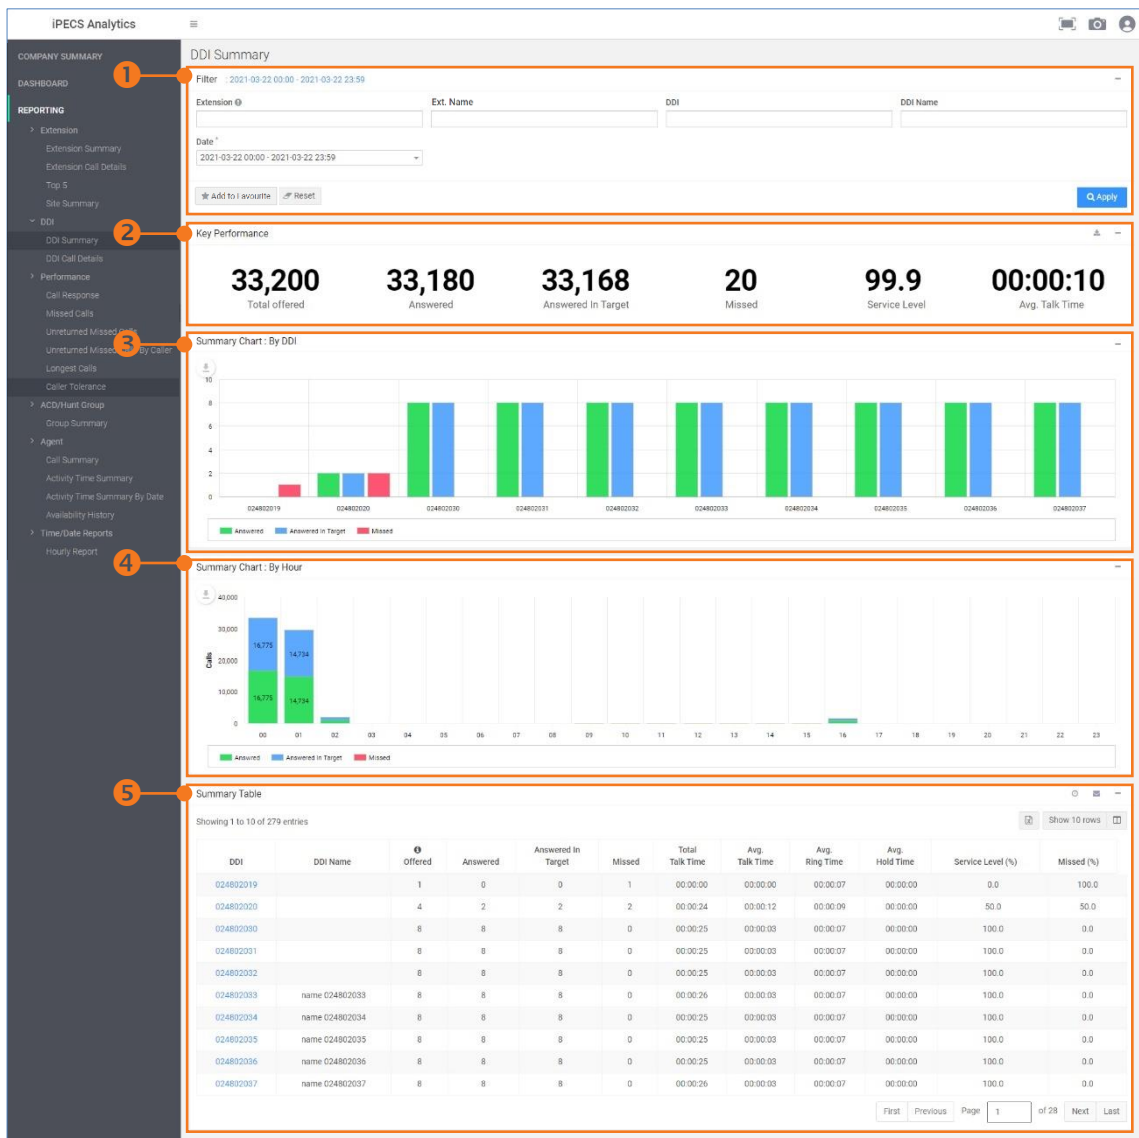 iPECS Analytics
COMPANY SUMMARY
DASHBOARD
REPORTING
Extension
Extension Summary
Extension Call Details
Top 5
Site Summary
DDI
DDI Summary
DDI Call Details
Performance
Call Response
Missed Calls
Unreturned Missed
Unreturned Missed By Caller
Longest Calls
Caller Tolerance
ACD/Hunt Group
Group Summary
Agent
Call Summary
Activity Time Summary
Activity Time Summary By Date
Availability History
Time/Date Reports
Hourly Report
DDI Summary
1
Filter : 2021-03-22 00:00 - 2021-03-22 23:59
Extension Ext. Name DDI DDI Name
Date *
2021-03-22 00:00 - 2021-03-22 23:59
Add to Favourite Reset Apply
2
Key Performance
33,200 33,180 33,168 20 99.9 00:00:10
Total offered Answered Answered In Target Missed Service Level Avg. Talk Time
3
Summary Chart : By DDI
10
8
6
4
2
0
024802019 024802020 024802030 024802031 024802032 024802033 024802034 024802035 024802036 024802037
Answered Answered In Target Missed
4
Summary Chart : By Hour
Calls
40,000
30,000
16,775 14,734
20,000
10,000
16,775 14,734
0
00 01 02 03 04 05 06 07 08 09 10 11 12 13 14 15 16 17 18 19 20 21 22 23
Answred Answered In Target Missed
5
Summary Table
Showing 1 to 10 of 279 entries Show 10 rows
DDI DDI Name Offered Answered Answered In Target Missed Total Talk Time Avg. Talk Time Avg. Ring Time Avg. Hold Time Service Level (%) Missed (%)
024802019 1 0 0 1 00:00:00 00:00:00 00:00:07 00:00:00 0.0 100.0
024802020 4 2 2 2 00:00:24 00:00:12 00:00:09 00:00:00 50.0 50.0
024802030 8 8 8 0 00:00:25 00:00:03 00:00:07 00:00:00 100.0 0.0
024802031 8 8 8 0 00:00:25 00:00:03 00:00:07 00:00:00 100.0 0.0
024802032 8 8 8 0 00:00:25 00:00:03 00:00:07 00:00:00 100.0 0.0
024802033 name 024802033 8 8 8 0 00:00:26 00:00:03 00:00:07 00:00:00 100.0 0.0
024802034 name 024802034 8 8 8 0 00:00:25 00:00:03 00:00:07 00:00:00 100.0 0.0
024802035 name 024802035 8 8 8 0 00:00:25 00:00:03 00:00:07 00:00:00 100.0 0.0
024802036 name 024802036 8 8 8 0 00:00:25 00:00:03 00:00:07 00:00:00 100.0 0.0
024802037 name 024802037 8 8 8 0 00:00:26 00:00:03 00:00:07 00:00:00 100.0 0.0
First Previous Page 1 of 28 Next Last